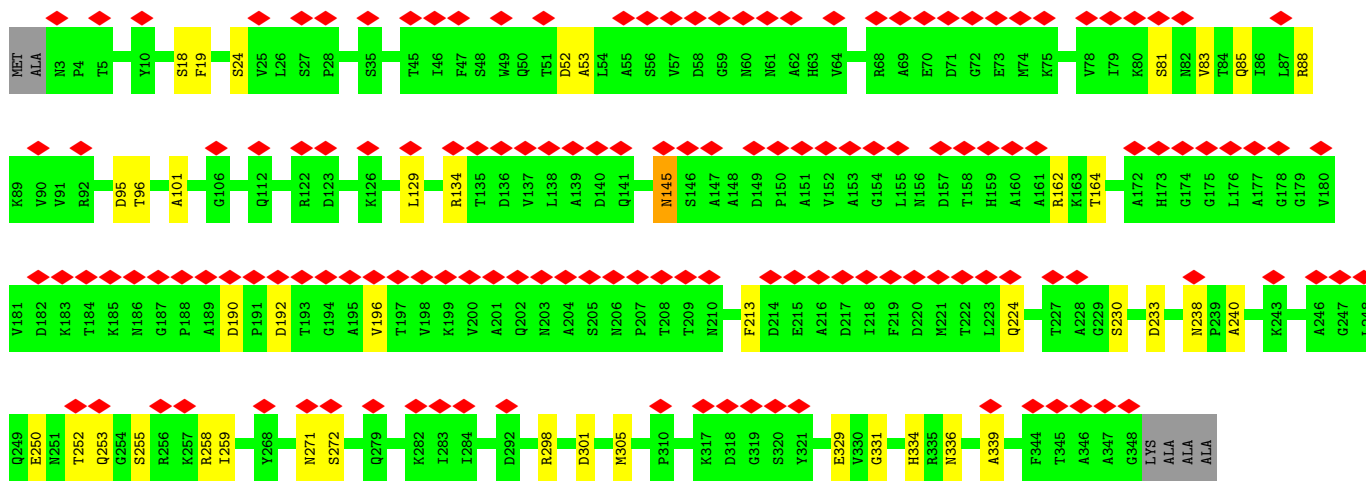 MET ALA N3 P4 T5 Y10 S18 F19 S24 V25 L26 S27 P28 S35 T45 I46 F47 S48 W49 Q50 T51 D52 A53 L54 A55 S56 V57 D58 G59 N60 N61 A62 H63 V64 R68 A69 E70 D71 G72 E73 M74 K75 V78 I79 K80 S81 N82 V83 T84 Q85 I86 L87 R88
K89 V90 V91 R92 D95 T96 A101 G106 Q112 R122 D123 K126 L129 R134 T135 D136 V137 L138 A139 D140 Q141 N145 S146 A147 A148 D149 P150 A151 V152 A153 G154 L155 N156 D157 T158 H159 A160 A161 R162 K163 T164 A172 H173 G174 G175 L176 A177 G178 G179 V180
V181 D182 K183 T184 K185 N186 G187 P188 A189 D190 P191 D192 T193 G194 A195 V196 T197 V198 K199 V200 A201 Q202 N203 A204 S205 N206 P207 T208 T209 N210 F213 D214 E215 A216 D217 I218 F219 D220 M221 T222 L223 Q224 T227 A228 G229 S230 D233 N238 P239 A240 K243 A246 G247 L248
Q249 E250 N251 T252 Q253 G254 S255 R256 K257 R258 I259 Y268 N271 S272 Q279 K282 I283 I284 D292 R298 D301 M305 P310 K317 D318 G319 S320 Y321 E329 V330 G331 H334 R335 N336 A339 F344 T345 A346 A347 G348 LYS ALA ALA ALA